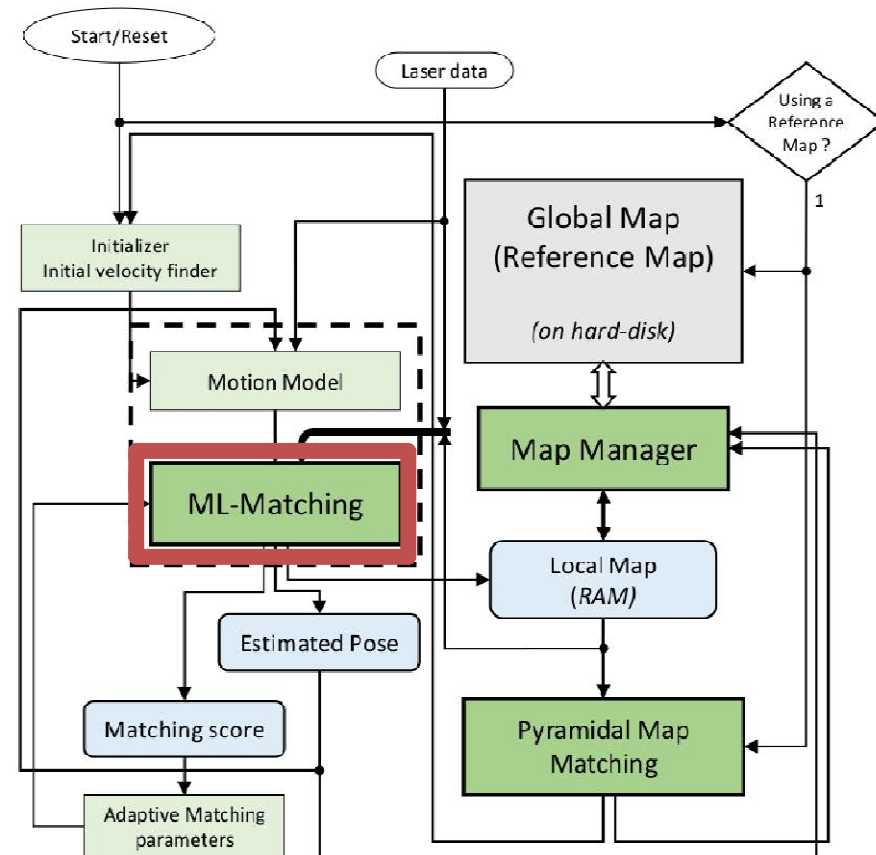 Start/Reset
Laser data
Using a
Reference
Map ?
1
Global Map
(Reference Map)
(on hard-disk)
Initializer
Initial velocity finder
Motion Model
Map Manager
ML-Matching
Local Map
(RAM)
Estimated Pose
Matching score
Pyramidal Map
Matching
Adaptive Matching
parameters